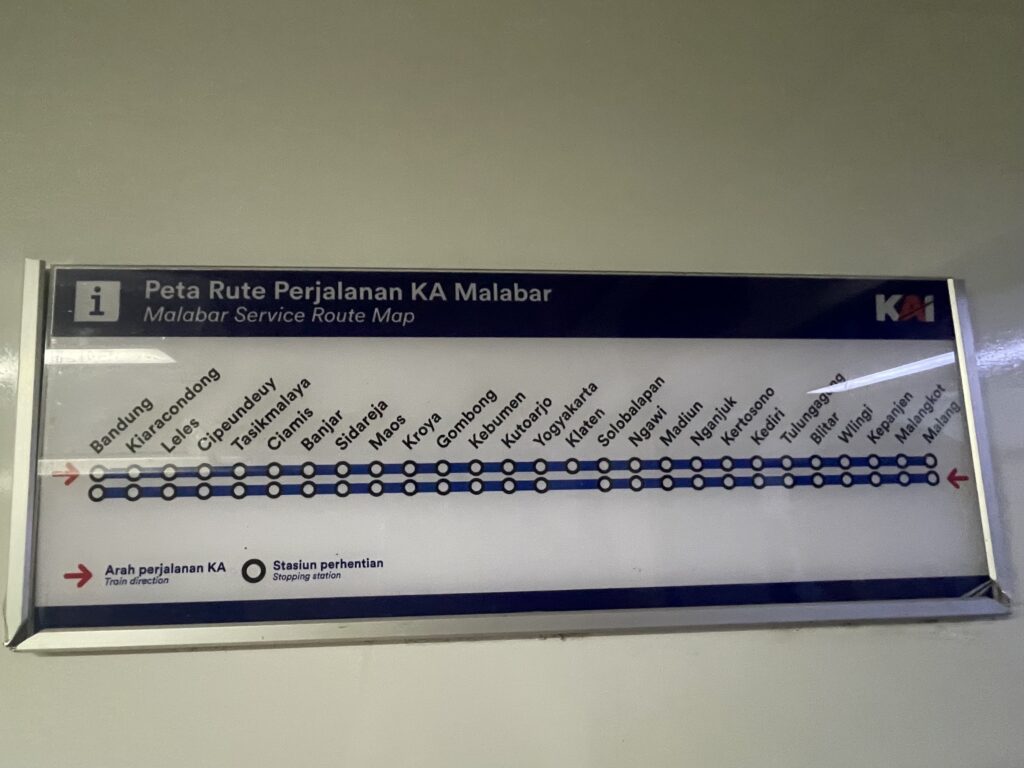 i
Peta Rute Perjalanan KA Malabar
Malabar Service Route Map
KAI
Bandung
Kiaracondong
Leles
Cipeundeuy
Tasikmalaya
Ciamis
Banjar
Sidareja
Maos
Kroya
Gombong
Kebumen
Kutoarjo
Yogyakarta
Klaten
Solobalapan
Ngawi
Madiun
Nganjuk
Kertosono
Kediri
Tulungagung
Blitar
Wlingi
Kepanjen
Malangkot
Malang
Arah perjalanan KA
Train direction
Stasiun perhentian
Stopping station